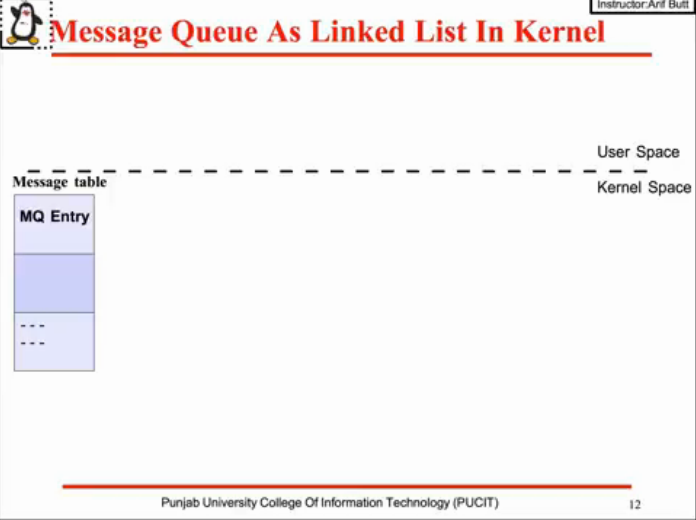 Instructor:Arif Butt
Message Queue As Linked List In Kernel
User Space
Message table
Kernel Space
MQ Entry
- - -
- - -
Punjab University College Of Information Technology (PUCIT)
12